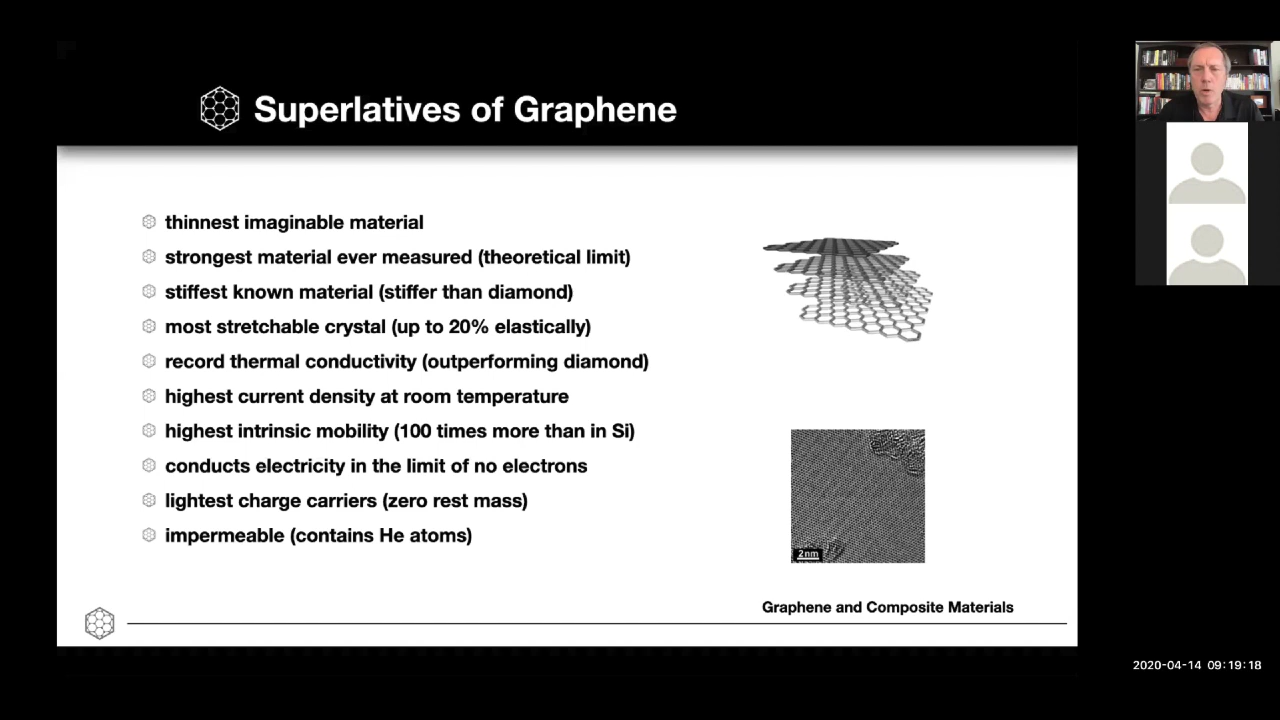 Superlatives of Graphene
thinnest imaginable material
strongest material ever measured (theoretical limit)
stiffest known material (stiffer than diamond)
most stretchable crystal (up to 20% elastically)
record thermal conductivity (outperforming diamond)
highest current density at room temperature
highest intrinsic mobility (100 times more than in Si)
conducts electricity in the limit of no electrons
lightest charge carriers (zero rest mass)
impermeable (contains He atoms)
2nm
Graphene and Composite Materials
2020-04-14 09:19:18